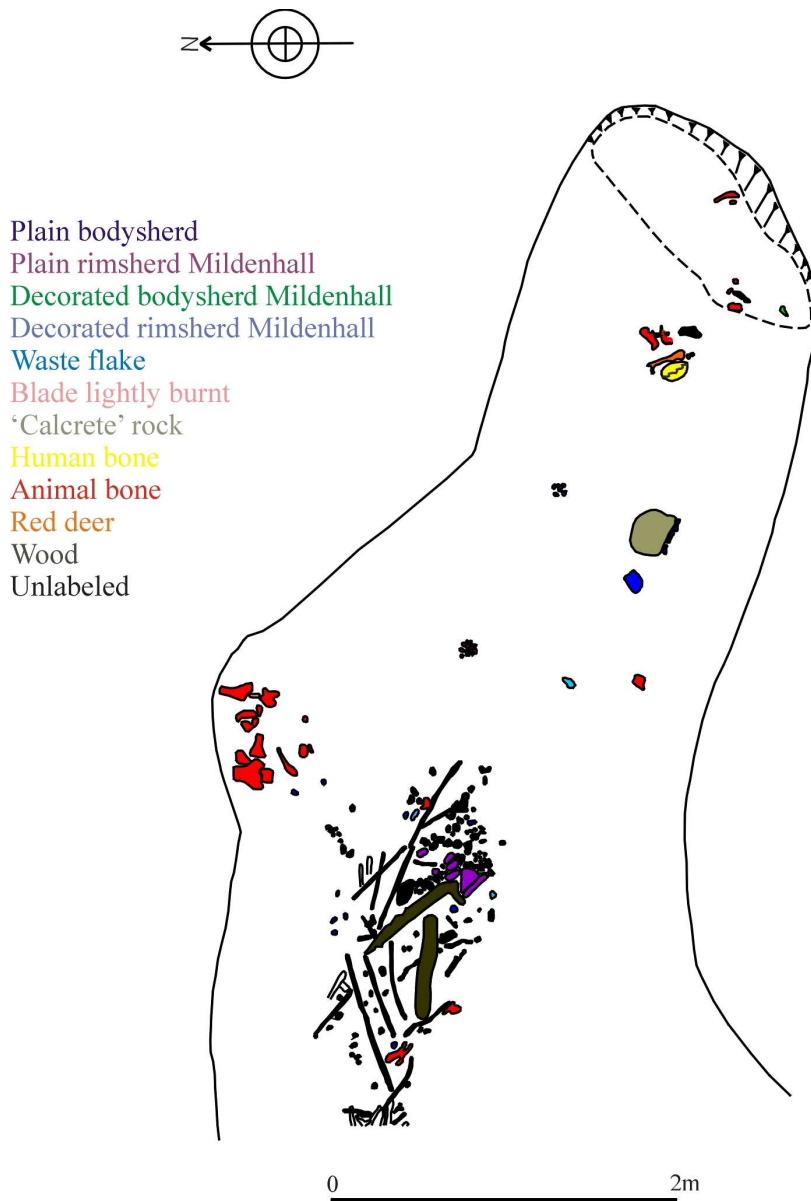 N
Plain bodysherd
Plain rimsherd Mildenhall
Decorated bodysherd Mildenhall
Decorated rimsherd Mildenhall
Waste flake
Blade lightly burnt
‘Calcrete’ rock
Human bone
Animal bone
Red deer
Wood
Unlabeled
0 2m